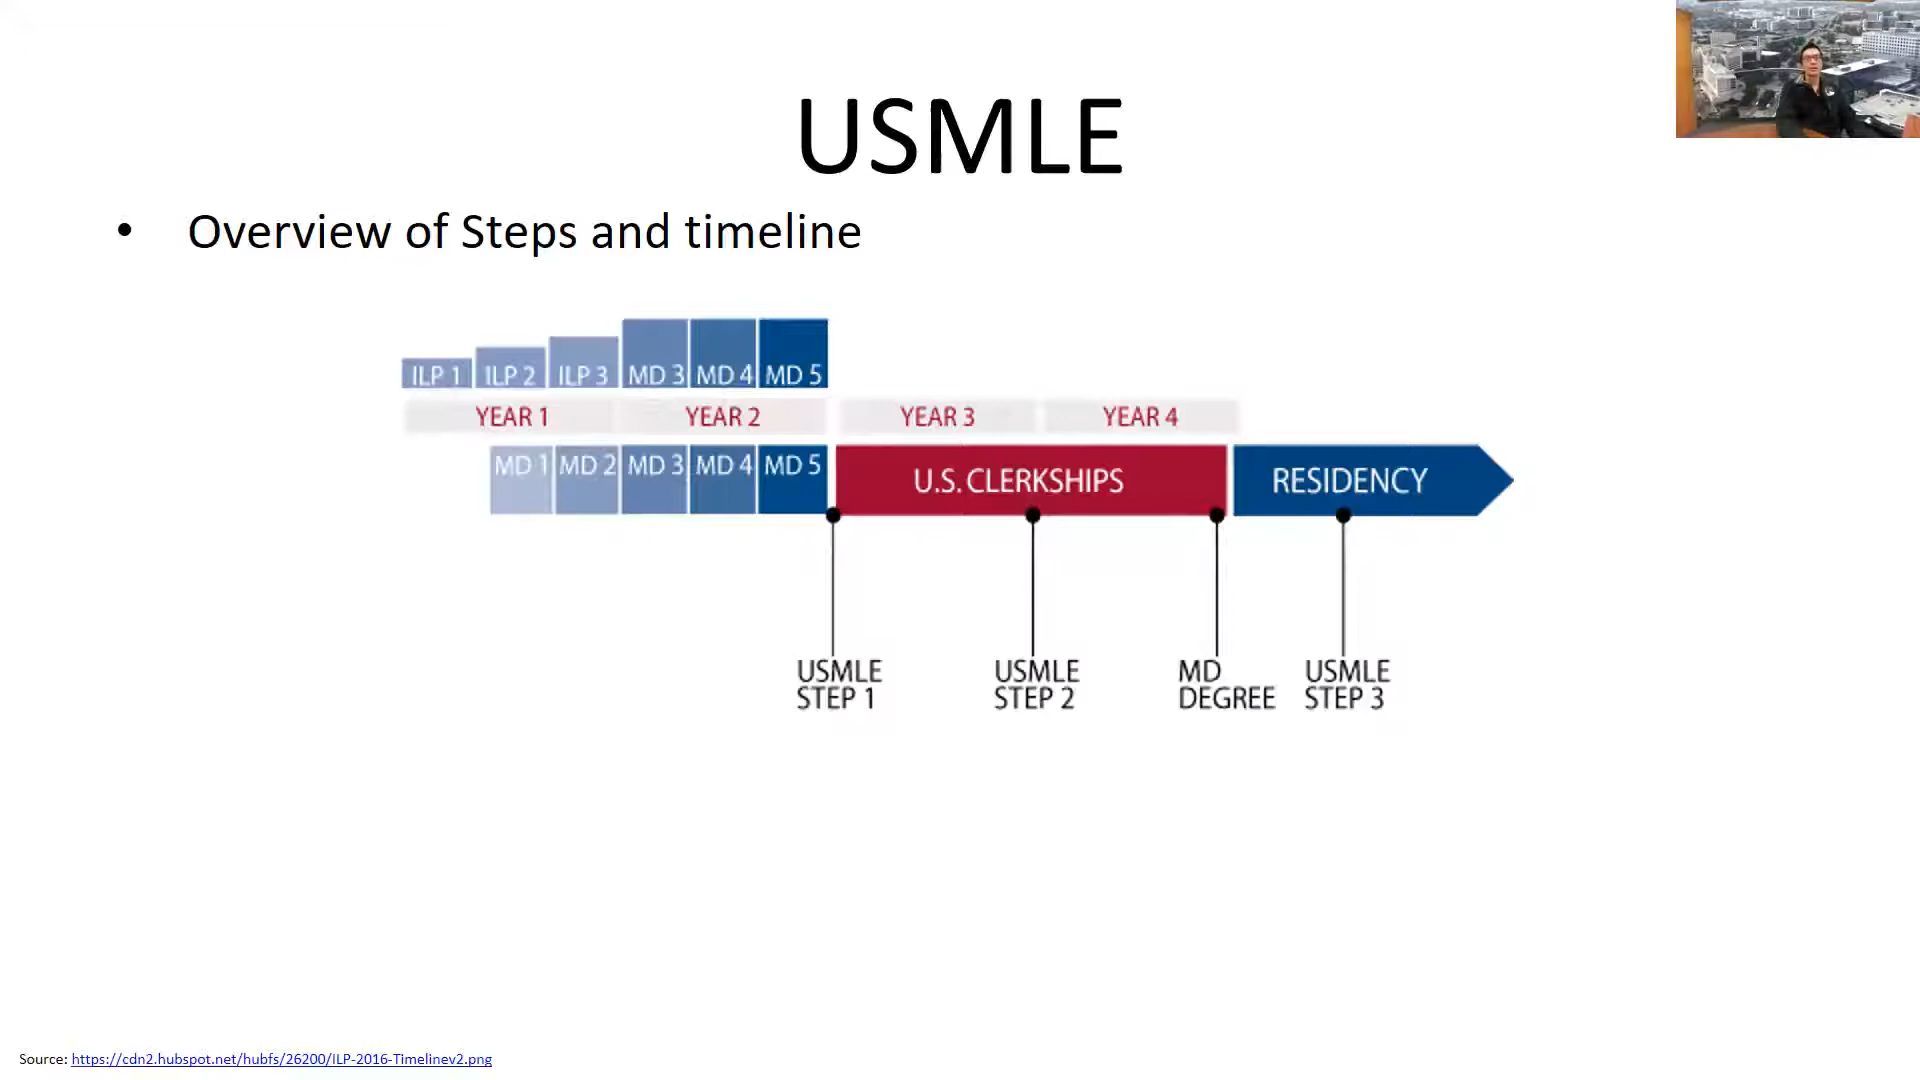 USMLE
• Overview of Steps and timeline
ILP 1 ILP 2 ILP 3 MD 3 MD 4 MD 5
YEAR 1 YEAR 2 YEAR 3 YEAR 4
MD 1 MD 2 MD 3 MD 4 MD 5 U.S. CLERKSHIPS RESIDENCY
USMLE STEP 1
USMLE STEP 2
MD DEGREE
USMLE STEP 3
Source: https://cdn2.hubspot.net/hubfs/26200/ILP-2016-Timelinev2.png